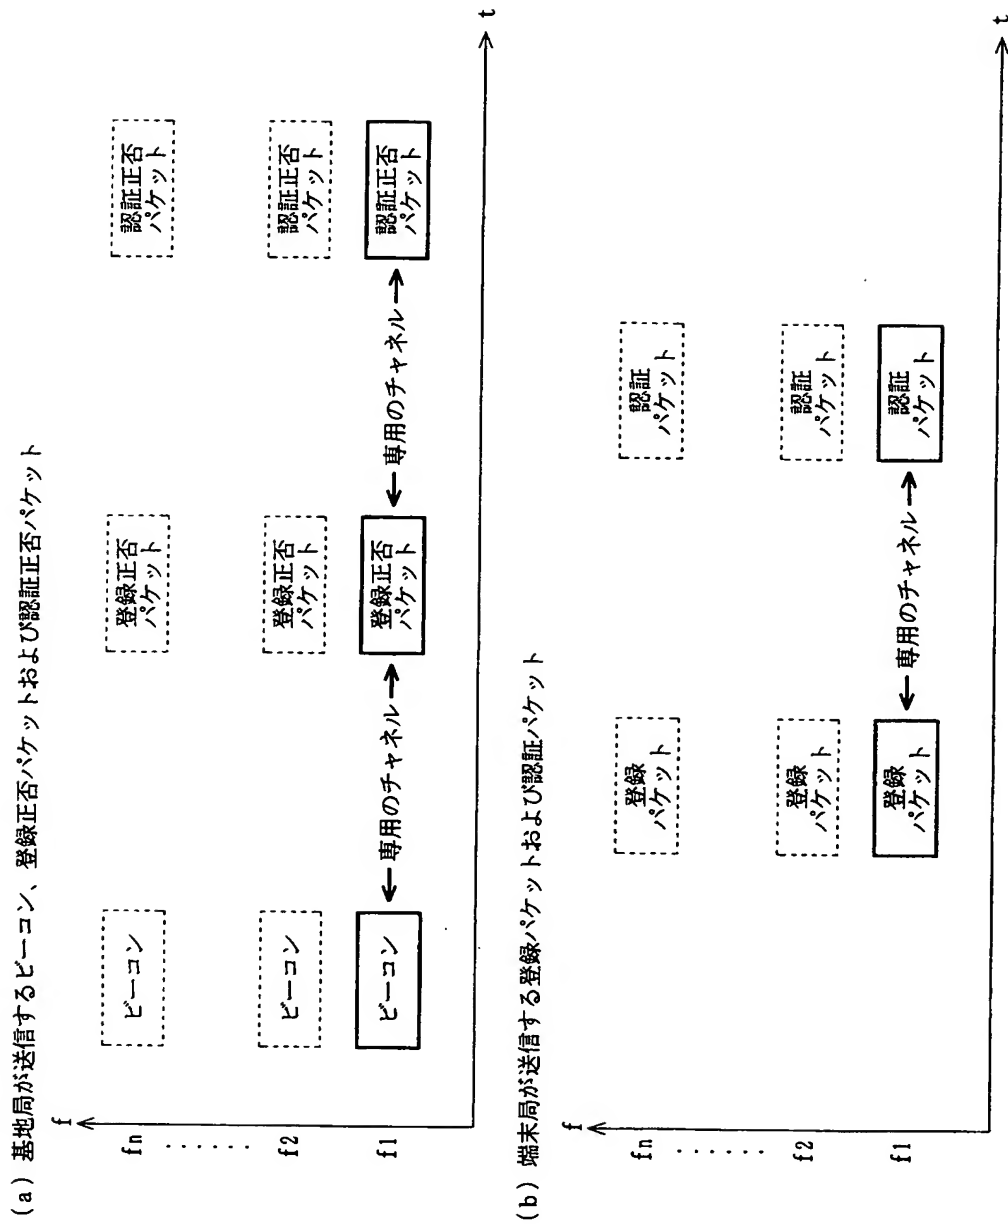 (a) 基地局が送信するビーコン、登録正否パケットおよび認証正否パケット
f
fn
ビーコン
登録正否
パケット
認証正否
パケット
······
f2
ビーコン
登録正否
パケット
認証正否
パケット
f1
ビーコン
専用のチャネル
登録正否
パケット
専用のチャネル
認証正否
パケット
t
(b) 端末局が送信する登録パケットおよび認証パケット
f
fn
登録
パケット
認証
パケット
······
f2
登録
パケット
認証
パケット
f1
登録
パケット
専用のチャネル
認証
パケット
t